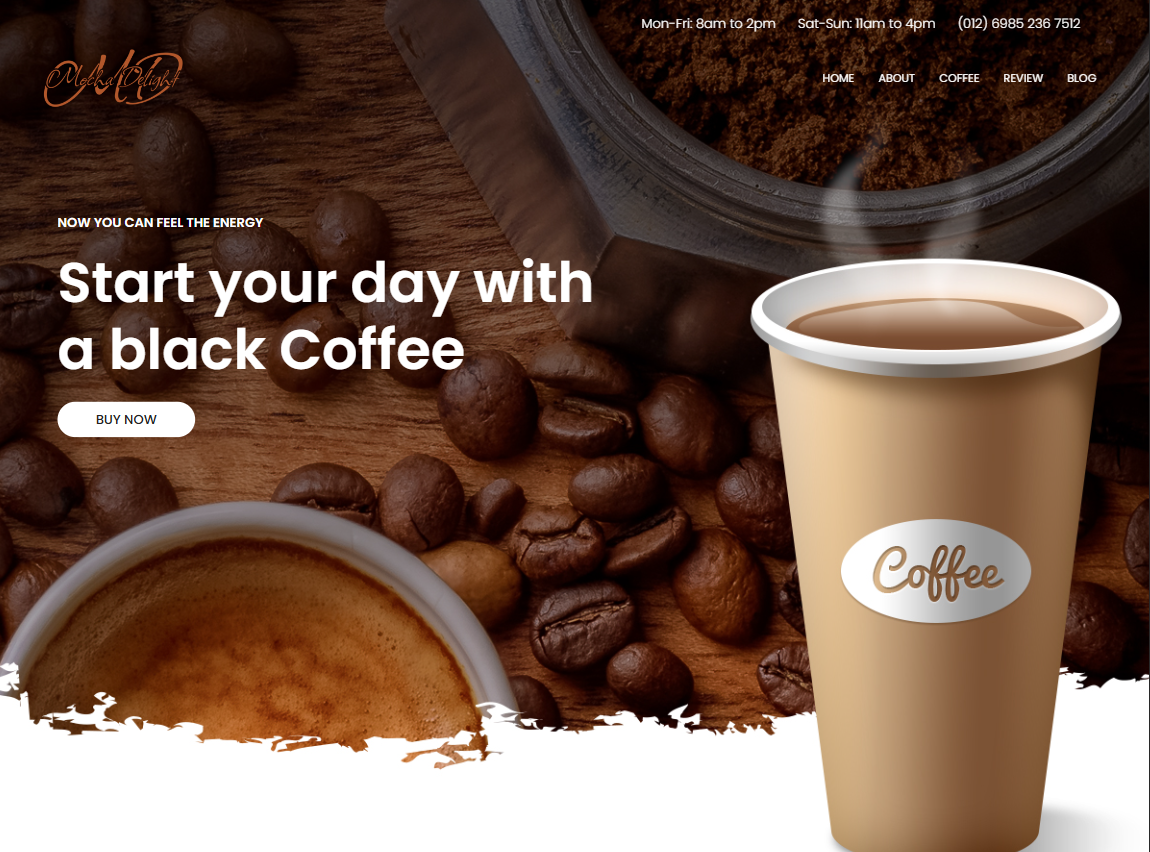 Mon-Fri: 8am to 2pm Sat-Sun: 11am to 4pm (012) 6985 236 7512
Mocha Delight
MD
HOME ABOUT COFFEE REVIEW BLOG
NOW YOU CAN FEEL THE ENERGY
Start your day with
a black Coffee
BUY NOW
Coffee